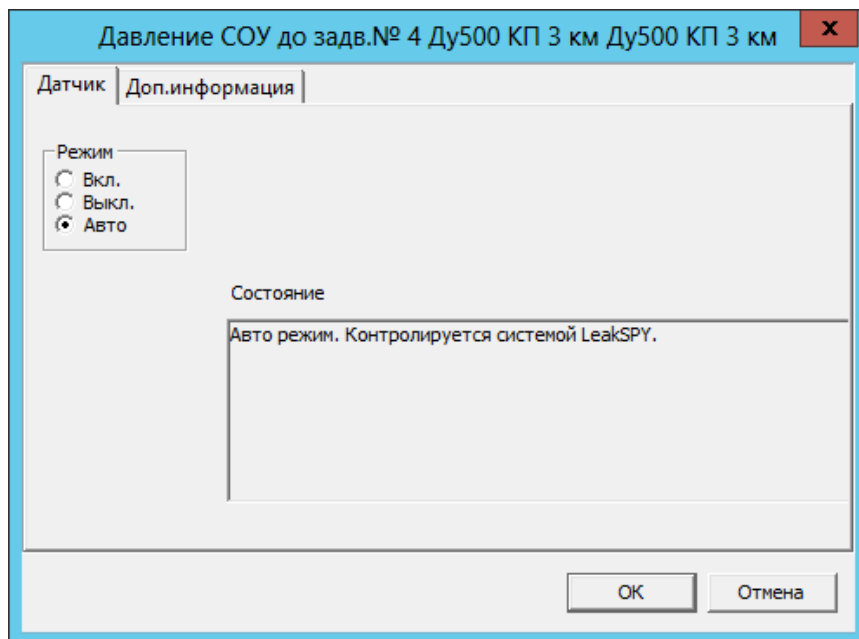 Давление СОУ до задв.№ 4 Ду500 КП 3 км Ду500 КП 3 км
x
Датчик
Доп.информация
Режим
Вкл.
Выкл.
Авто
Состояние
Авто режим. Контролируется системой LeakSPY.
OK
Отмена